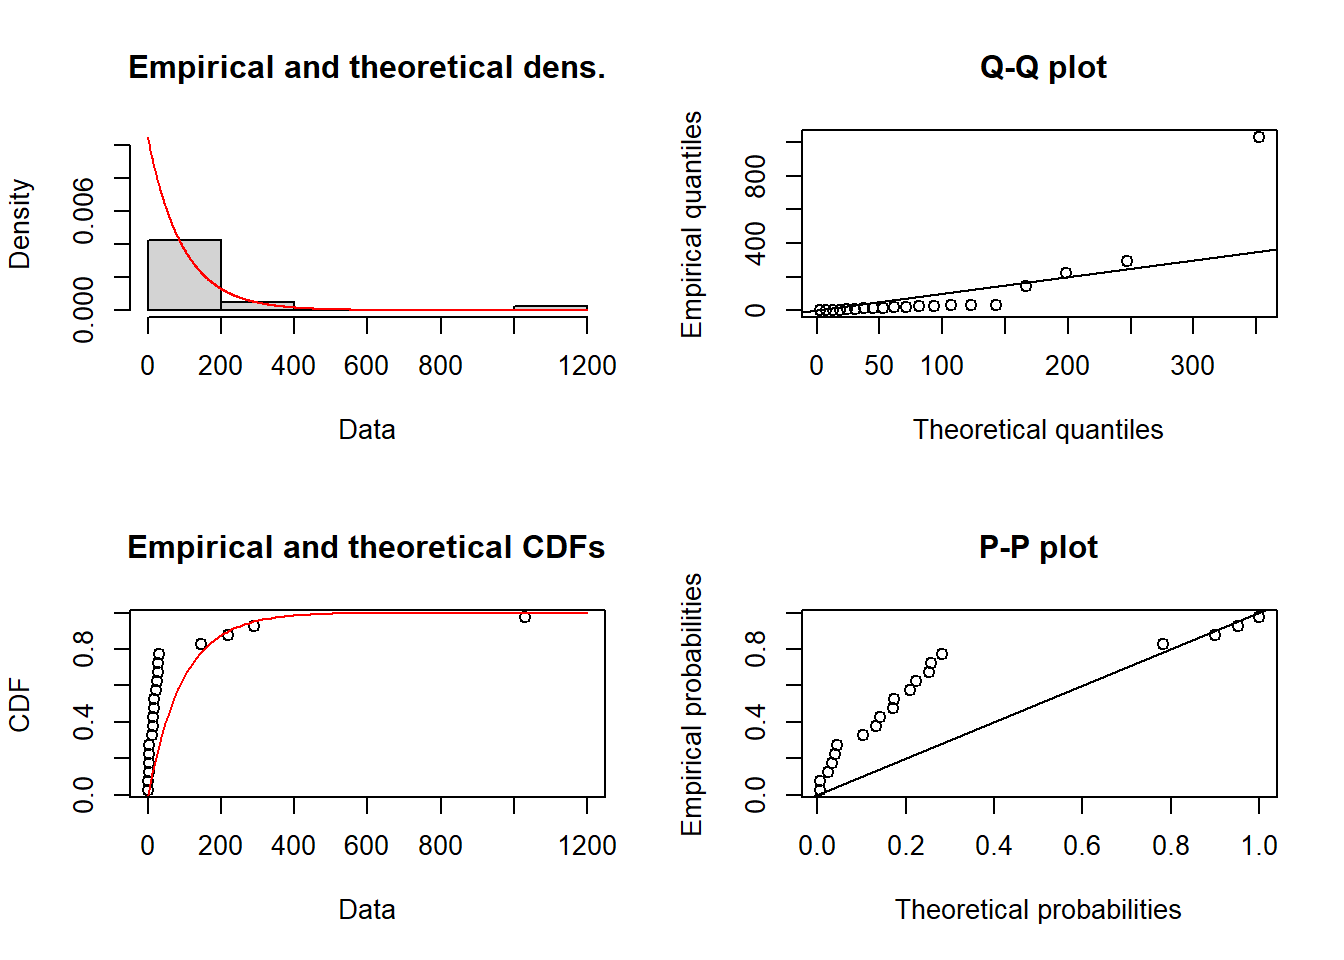 Empirical and theoretical dens.
Density
0.000 0.006
0 200 400 600 800 1200
Data
Q-Q plot
Empirical quantiles
0 400 800
0 50 100 200 300
Theoretical quantiles
Empirical and theoretical CDFs
CDF
0.0 0.4 0.8
0 200 400 600 800 1200
Data
P-P plot
Empirical probabilities
0.0 0.4 0.8
0.0 0.2 0.4 0.6 0.8 1.0
Theoretical probabilities